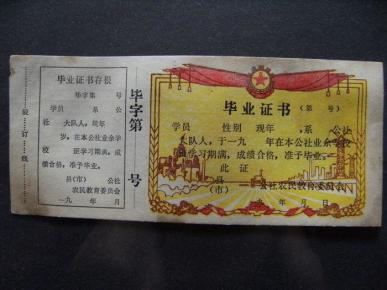 毕业证书存根
毕字第 号
学员 系 公
社 大队人，现年
岁，在本公社业余学
校 班学习期满，成
绩合格，准予毕业。
县(市) 公社
农民教育委员会
一九 年 月
装订线
毕字第 号
毕业证书 (第 号)
学员 性别 现年 ，系 公社
大队人，于一九 年在本公社业余学校
班学习期满，成绩合格，准予毕业。
此证
县
(市) 公社农民教育委员会
年 月 日